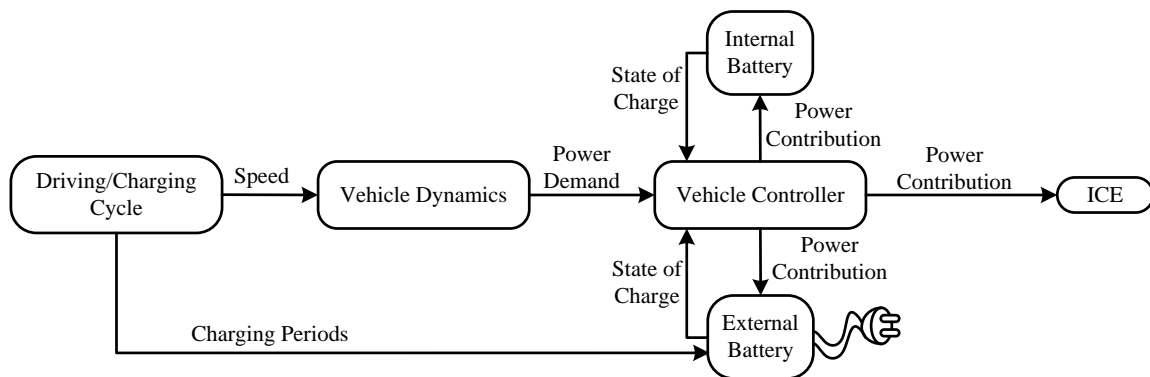 Internal
Battery
State of
Charge
Power
Contribution
Driving/Charging
Cycle
Speed
Vehicle Dynamics
Power
Demand
Vehicle Controller
Power
Contribution
ICE
State of
Charge
Power
Contribution
External
Battery
Charging Periods